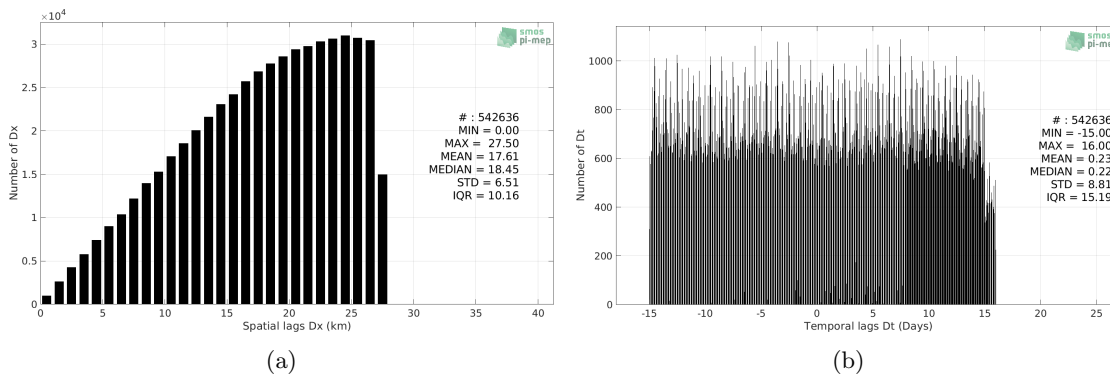 ×10⁴
3
2.5
2
1.5
1
0.5
0
Number of Dx
0 5 10 15 20 25 30 35 40
Spatial lags Dx (km)
smos
pi-mep
# : 542636
MIN = 0.00
MAX = 27.50
MEAN = 17.61
MEDIAN = 18.45
STD = 6.51
IQR = 10.16
(a)
1000
800
600
400
200
0
Number of Dt
-15 -10 -5 0 5 10 15 20 25
Temporal lags Dt (Days)
smos
pi-mep
# : 542636
MIN = -15.00
MAX = 16.00
MEAN = 0.23
MEDIAN = 0.22
STD = 8.81
IQR = 15.19
(b)